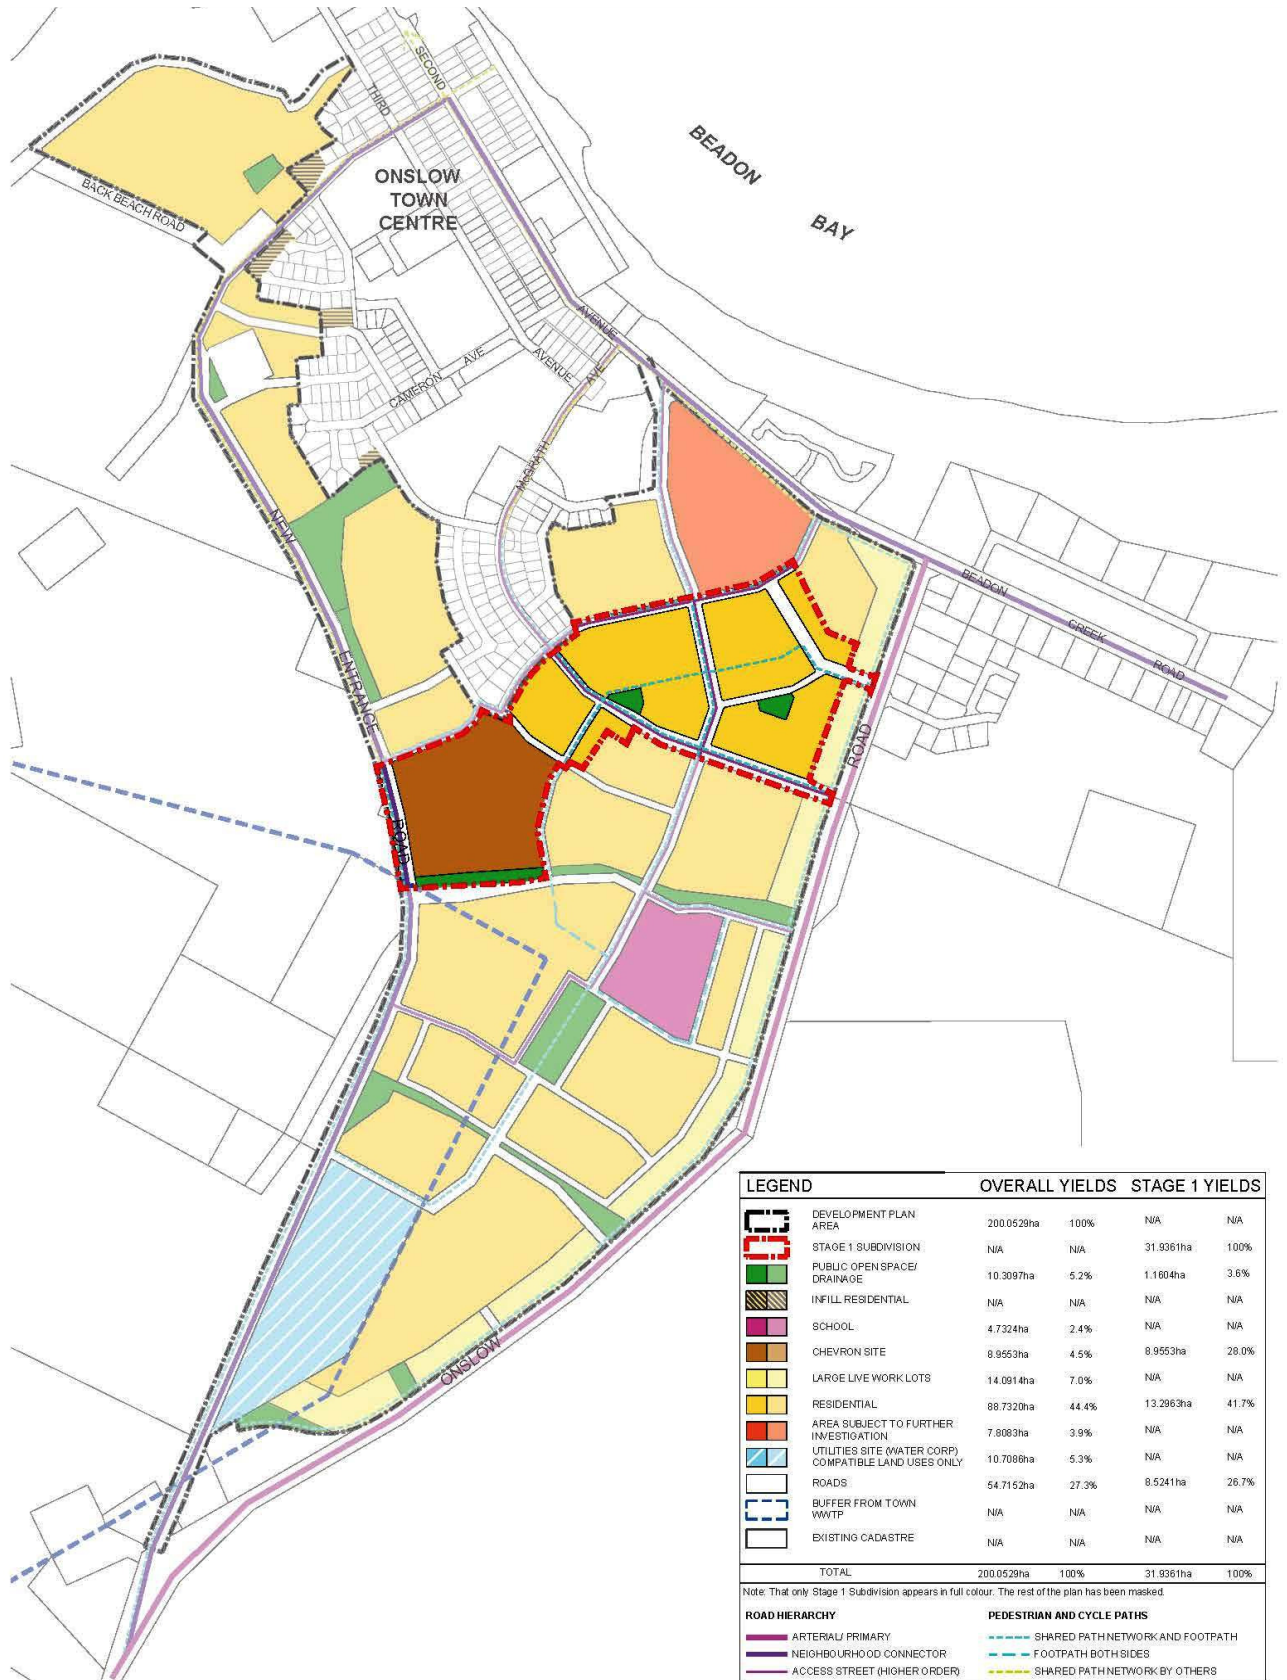 SECOND
THIRD
BEADON
BAY
ONSLOW
TOWN
CENTRE
BACK BEACH ROAD
AVENUE
CAMERON AVE
AVENUE
AVE
McGRATH
NEW
ENTRANCE
ROAD
BEADON
CREEK
ROAD
ROAD
ONSLOW
LEGEND OVERALL YIELDS STAGE 1 YIELDS
DEVELOPMENT PLAN
AREA 200.0529ha 100% N/A N/A
STAGE 1 SUBDIVISION N/A N/A 31.9361ha 100%
PUBLIC OPEN SPACE/
DRAINAGE 10.3097ha 5.2% 1.1604ha 3.6%
INFILL RESIDENTIAL N/A N/A N/A N/A
SCHOOL 4.7324ha 2.4% N/A N/A
CHEVRON SITE 8.9553ha 4.5% 8.9553ha 28.0%
LARGE LIVE WORK LOTS 14.0914ha 7.0% N/A N/A
RESIDENTIAL 88.7320ha 44.4% 13.2963ha 41.7%
AREA SUBJECT TO FURTHER
INVESTIGATION 7.8083ha 3.9% N/A N/A
UTILITIES SITE (WATER CORP)
COMPATIBLE LAND USES ONLY 10.7086ha 5.3% N/A N/A
ROADS 54.7152ha 27.3% 8.5241ha 26.7%
BUFFER FROM TOWN
WWTP N/A N/A N/A N/A
EXISTING CADASTRE N/A N/A N/A N/A
TOTAL 200.0529ha 100% 31.9361ha 100%
Note: That only Stage 1 Subdivision appears in full colour. The rest of the plan has been masked.
ROAD HIERARCHY PEDESTRIAN AND CYCLE PATHS
ARTERIAL/ PRIMARY SHARED PATH NETWORK AND FOOTPATH
NEIGHBOURHOOD CONNECTOR FOOTPATH BOTH SIDES
ACCESS STREET (HIGHER ORDER) SHARED PATH NETWORK BY OTHERS